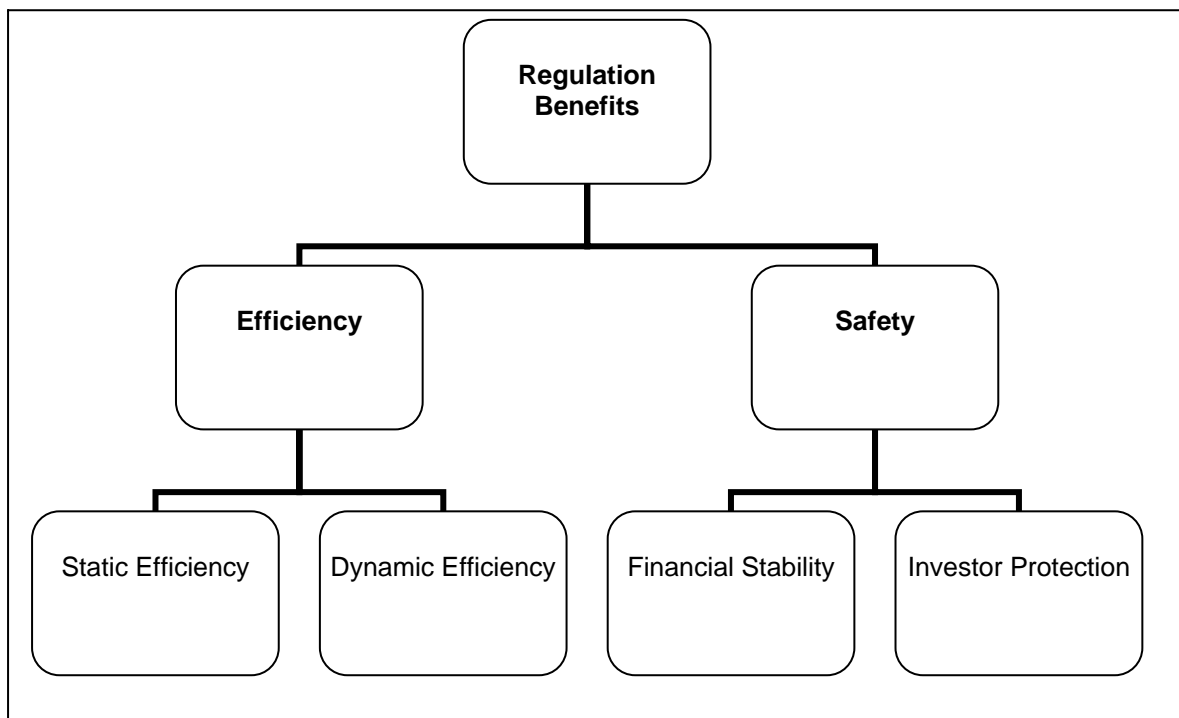 Regulation
Benefits
Efficiency
Safety
Static Efficiency
Dynamic Efficiency
Financial Stability
Investor Protection